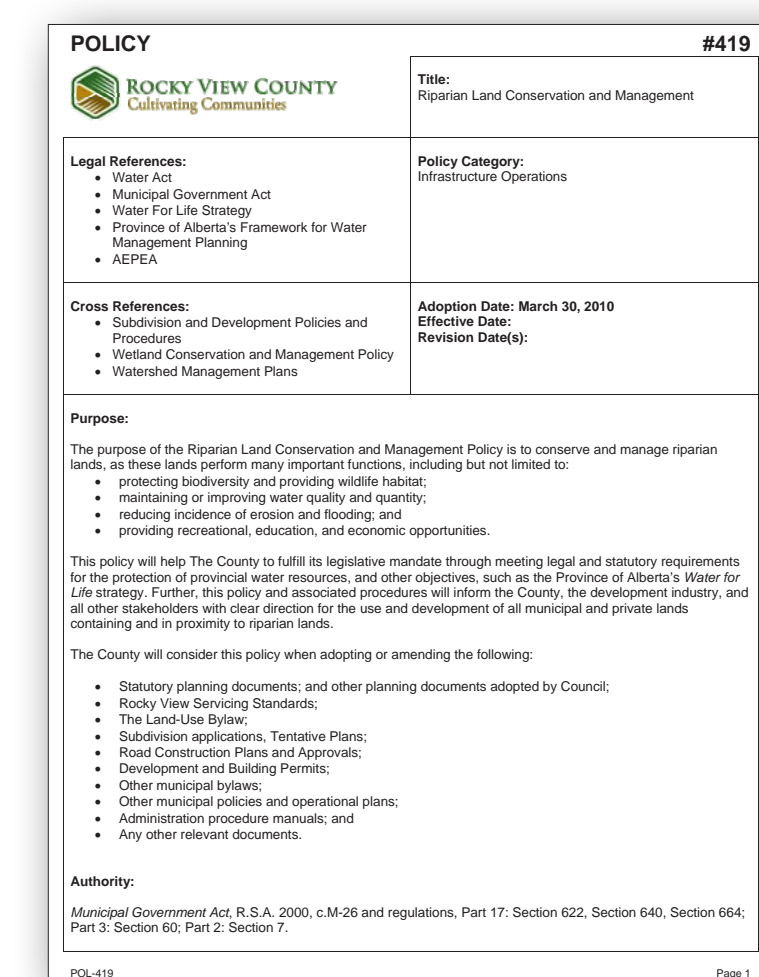 POLICY #419
ROCKY VIEW COUNTY
Cultivating Communities
Title:
Riparian Land Conservation and Management
Legal References:
• Water Act
• Municipal Government Act
• Water For Life Strategy
• Province of Alberta's Framework for Water
Management Planning
• AEPEA
Policy Category:
Infrastructure Operations
Cross References:
• Subdivision and Development Policies and
Procedures
• Wetland Conservation and Management Policy
• Watershed Management Plans
Adoption Date: March 30, 2010
Effective Date:
Revision Date(s):
Purpose:
The purpose of the Riparian Land Conservation and Management Policy is to conserve and manage riparian
lands, as these lands perform many important functions, including but not limited to:
• protecting biodiversity and providing wildlife habitat;
• maintaining or improving water quality and quantity;
• reducing incidence of erosion and flooding; and
• providing recreational, education, and economic opportunities.
This policy will help The County to fulfill its legislative mandate through meeting legal and statutory requirements
for the protection of provincial water resources, and other objectives, such as the Province of Alberta's Water for
Life strategy. Further, this policy and associated procedures will inform the County, the development industry, and
all other stakeholders with clear direction for the use and development of all municipal and private lands
containing and in proximity to riparian lands.
The County will consider this policy when adopting or amending the following:
• Statutory planning documents; and other planning documents adopted by Council;
• Rocky View Servicing Standards;
• The Land-Use Bylaw;
• Subdivision applications, Tentative Plans;
• Road Construction Plans and Approvals;
• Development and Building Permits;
• Other municipal bylaws;
• Other municipal policies and operational plans;
• Administration procedure manuals; and
• Any other relevant documents.
Authority:
Municipal Government Act, R.S.A. 2000, c.M-26 and regulations, Part 17: Section 622, Section 640, Section 664;
Part 3: Section 60; Part 2: Section 7.
POL-419 Page 1